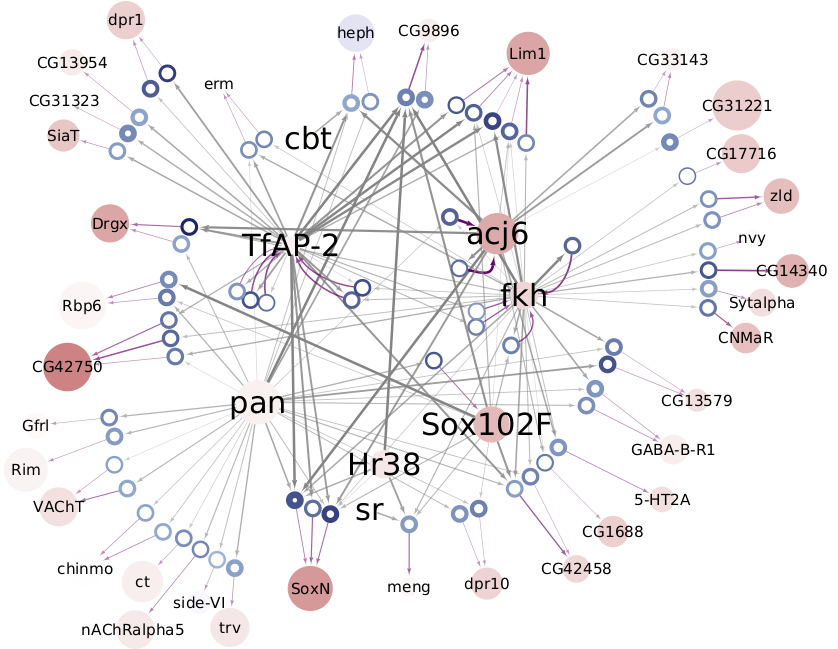 dpr1
heph
CG9896
Lim1
CG13954
CG33143
erm
CG31323
CG31221
SiaT
cbt
CG17716
zld
Drgx
TfAP-2
acj6
nvy
CG14340
Rbp6
fkh
Sytalpha
CNMaR
CG42750
pan
CG13579
Gfrl
Sox102F
GABA-B-R1
Rim
Hr38
VAChT
5-HT2A
sr
CG1688
chinmo
CG42458
ct
SoxN
meng
dpr10
side-VI
nAChRalpha5
trv